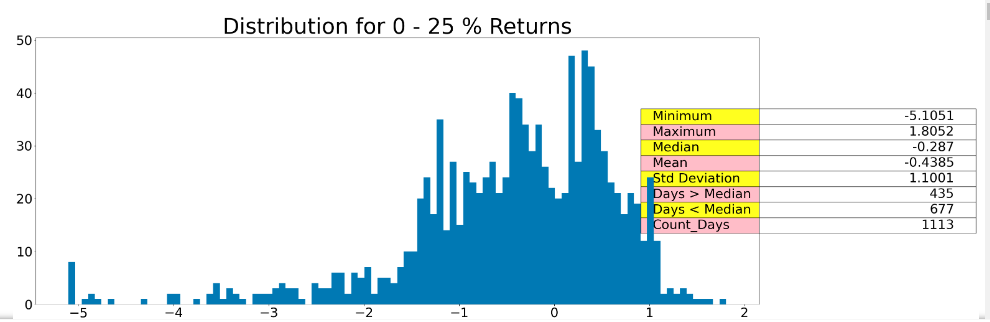 Distribution for 0 - 25 % Returns
50
40
30
20
10
0
−5 −4 −3 −2 −1 0 1 2
Minimum -5.1051
Maximum 1.8052
Median -0.287
Mean -0.4385
Std Deviation 1.1001
Days > Median 435
Days < Median 677
Count_Days 1113